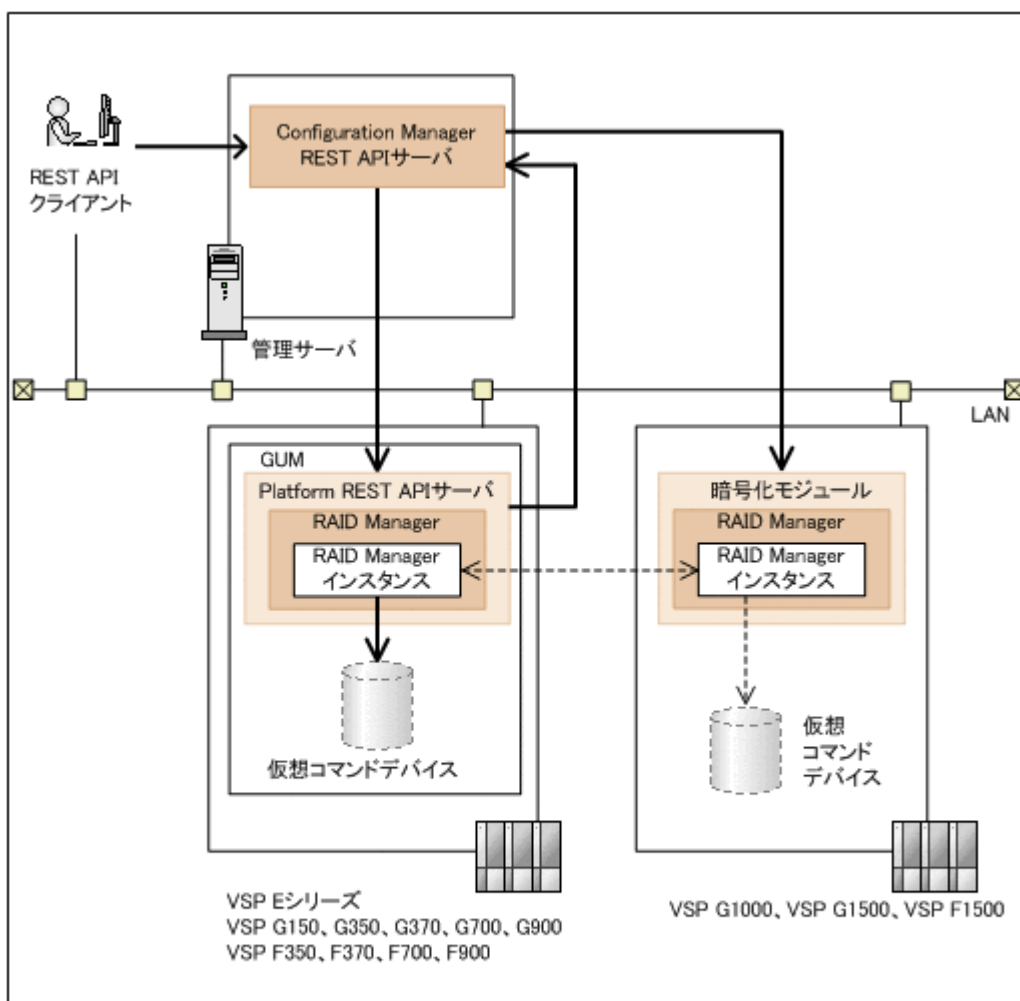 Configuration Manager
REST APIサーバ
REST API
クライアント
管理サーバ
LAN
GUM
Platform REST APIサーバ
RAID Manager
RAID Manager
インスタンス
仮想コマンドデバイス
暗号化モジュール
RAID Manager
RAID Manager
インスタンス
仮想
コマンド
デバイス
VSP Eシリーズ
VSP G150、G350、G370、G700、G900
VSP F350、F370、F700、F900
VSP G1000、VSP G1500、VSP F1500